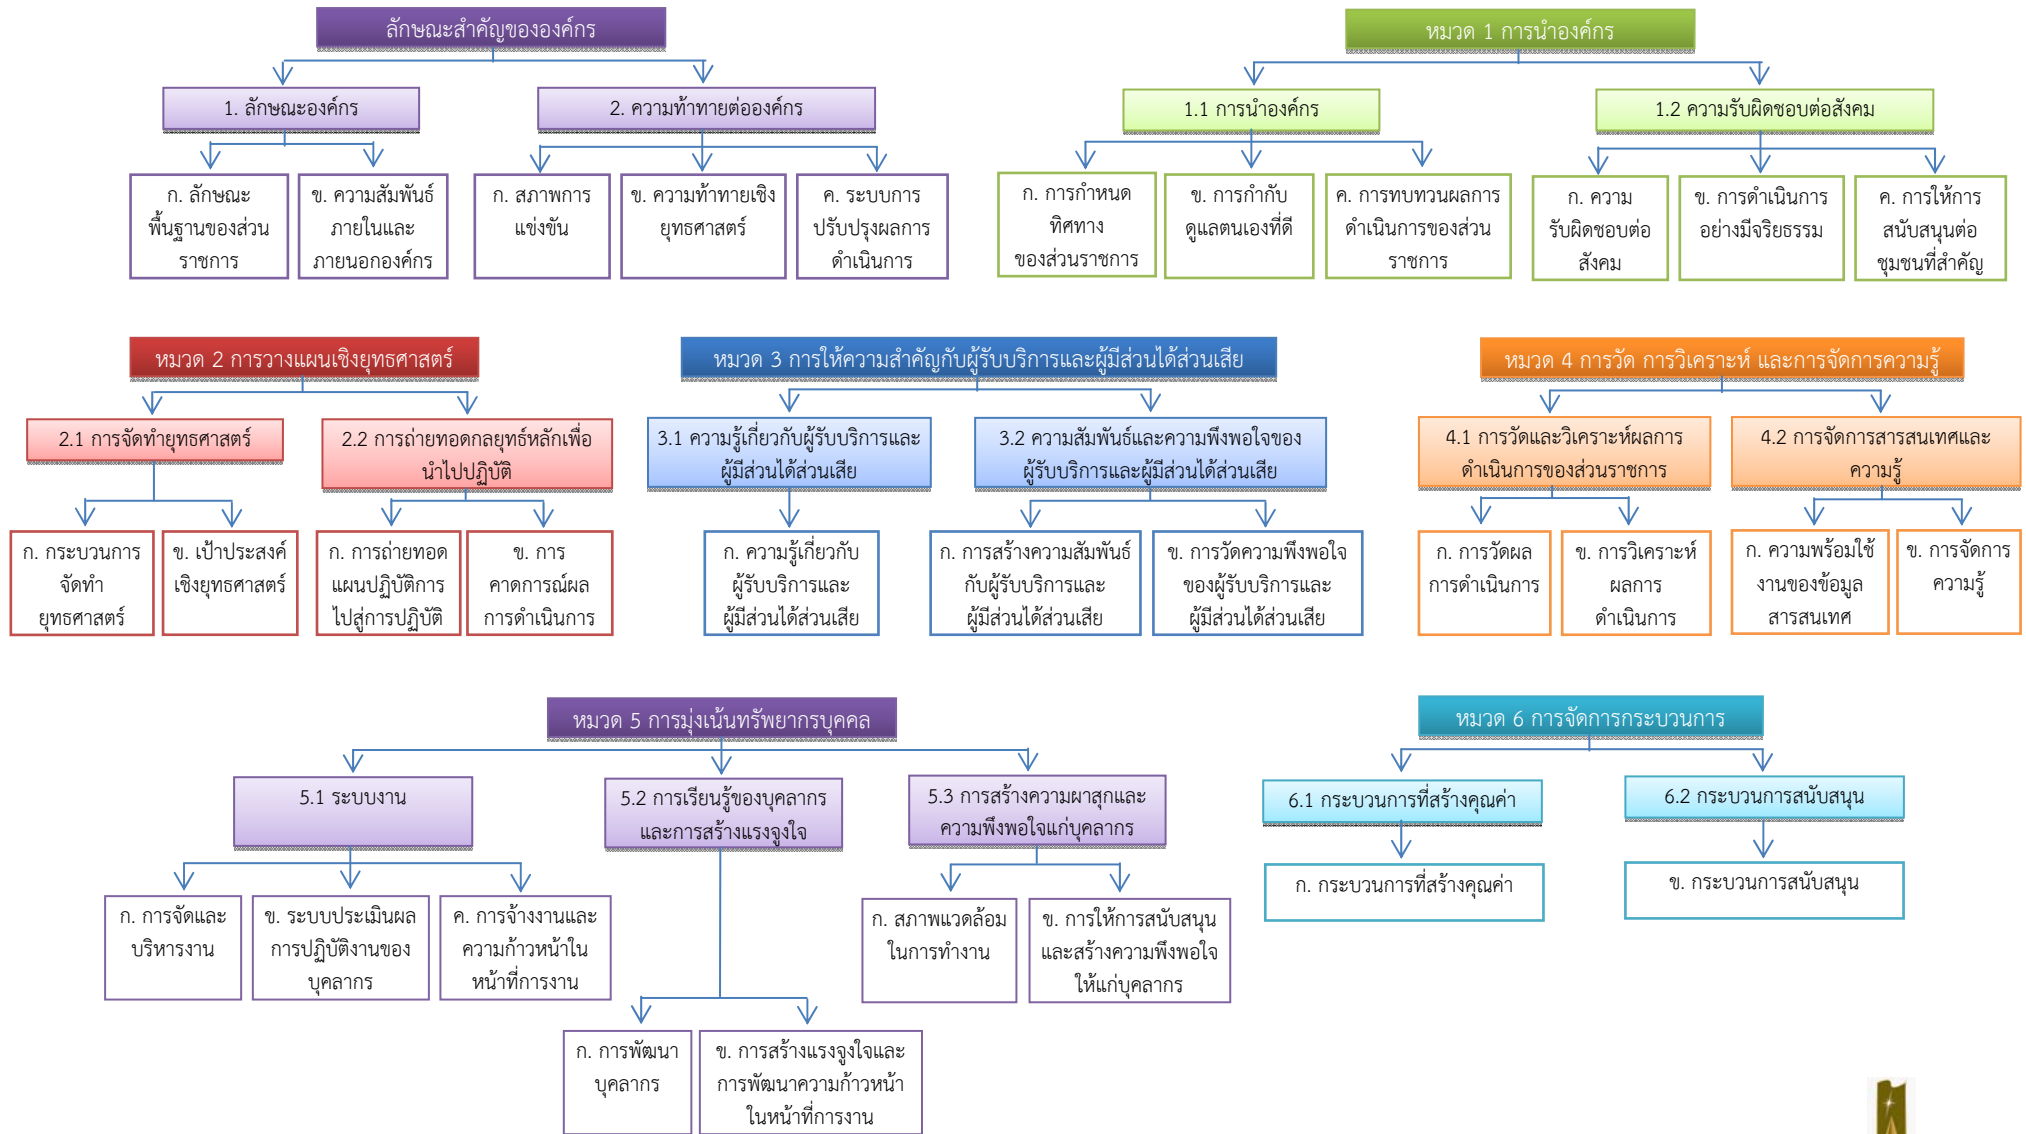 ลักษณะสำคัญขององค์กร
1. ลักษณะองค์กร
2. ความท้าทายต่อองค์กร
ก. ลักษณะ
พื้นฐานของส่วน
ราชการ
ข. ความสัมพันธ์
ภายในและ
ภายนอกองค์กร
ก. สภาพการ
แข่งขัน
ข. ความท้าทายเชิง
ยุทธศาสตร์
ค. ระบบการ
ปรับปรุงผลการ
ดำเนินการ
หมวด 1 การนำองค์กร
1.1 การนำองค์กร
1.2 ความรับผิดชอบต่อสังคม
ก. การกำหนด
ทิศทาง
ของส่วนราชการ
ข. การกำกับ
ดูแลตนเองที่ดี
ค. การทบทวนผลการ
ดำเนินการของส่วน
ราชการ
ก. ความ
รับผิดชอบต่อ
สังคม
ข. การดำเนินการ
อย่างมีจริยธรรม
ค. การให้การ
สนับสนุนต่อ
ชุมชนที่สำคัญ
หมวด 2 การวางแผนเชิงยุทธศาสตร์
2.1 การจัดทำยุทธศาสตร์
2.2 การถ่ายทอดกลยุทธ์หลักเพื่อ
นำไปปฏิบัติ
ก. กระบวนการ
จัดทำ
ยุทธศาสตร์
ข. เป้าประสงค์
เชิงยุทธศาสตร์
ก. การถ่ายทอด
แผนปฏิบัติการ
ไปสู่การปฏิบัติ
ข. การ
คาดการณ์ผล
การดำเนินการ
หมวด 3 การให้ความสำคัญกับผู้รับบริการและผู้มีส่วนได้ส่วนเสีย
3.1 ความรู้เกี่ยวกับผู้รับบริการและ
ผู้มีส่วนได้ส่วนเสีย
3.2 ความสัมพันธ์และความพึงพอใจของ
ผู้รับบริการและผู้มีส่วนได้ส่วนเสีย
ก. ความรู้เกี่ยวกับ
ผู้รับบริการและ
ผู้มีส่วนได้ส่วนเสีย
ก. การสร้างความสัมพันธ์
กับผู้รับบริการและ
ผู้มีส่วนได้ส่วนเสีย
ข. การวัดความพึงพอใจ
ของผู้รับบริการและ
ผู้มีส่วนได้ส่วนเสีย
หมวด 4 การวัด การวิเคราะห์ และการจัดการความรู้
4.1 การวัดและวิเคราะห์ผลการ
ดำเนินการของส่วนราชการ
4.2 การจัดการสารสนเทศและ
ความรู้
ก. การวัดผล
การดำเนินการ
ข. การวิเคราะห์
ผลการ
ดำเนินการ
ก. ความพร้อมใช้
งานของข้อมูล
สารสนเทศ
ข. การจัดการ
ความรู้
หมวด 5 การมุ่งเน้นทรัพยากรบุคคล
5.1 ระบบงาน
5.2 การเรียนรู้ของบุคลากร
และการสร้างแรงจูงใจ
5.3 การสร้างความผาสุกและ
ความพึงพอใจแก่บุคลากร
ก. การจัดและ
บริหารงาน
ข. ระบบประเมินผล
การปฏิบัติงานของ
บุคลากร
ค. การจ้างงานและ
ความก้าวหน้าใน
หน้าที่การงาน
ก. สภาพแวดล้อม
ในการทำงาน
ข. การให้การสนับสนุน
และสร้างความพึงพอใจ
ให้แก่บุคลากร
ก. การพัฒนา
บุคลากร
ข. การสร้างแรงจูงใจและ
การพัฒนาความก้าวหน้า
ในหน้าที่การงาน
หมวด 6 การจัดการกระบวนการ
6.1 กระบวนการที่สร้างคุณค่า
6.2 กระบวนการสนับสนุน
ก. กระบวนการที่สร้างคุณค่า
ข. กระบวนการสนับสนุน